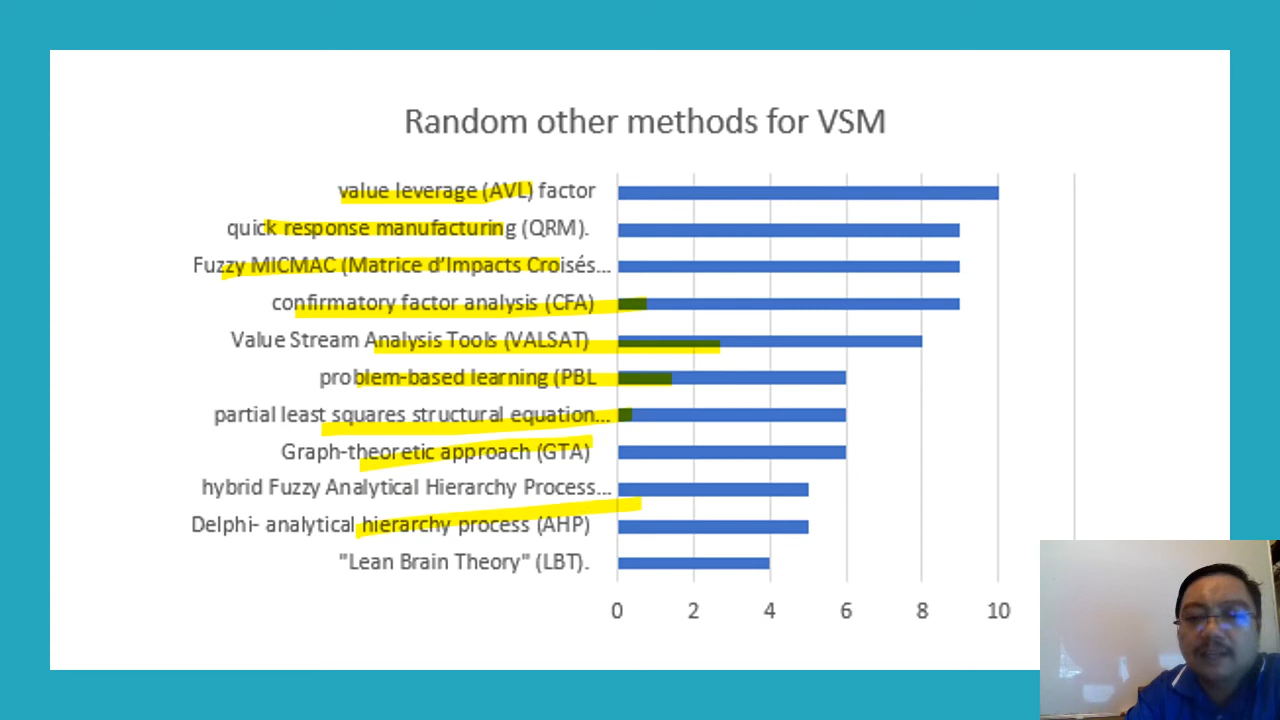 Random other methods for VSM
value leverage (AVL) factor
quick response manufacturing (QRM).
Fuzzy MICMAC (Matrice d’Impacts Croisés...
confirmatory factor analysis (CFA)
Value Stream Analysis Tools (VALSAT)
problem-based learning (PBL
partial least squares structural equation...
Graph-theoretic approach (GTA)
hybrid Fuzzy Analytical Hierarchy Process...
Delphi- analytical hierarchy process (AHP)
"Lean Brain Theory" (LBT).
0 2 4 6 8 10